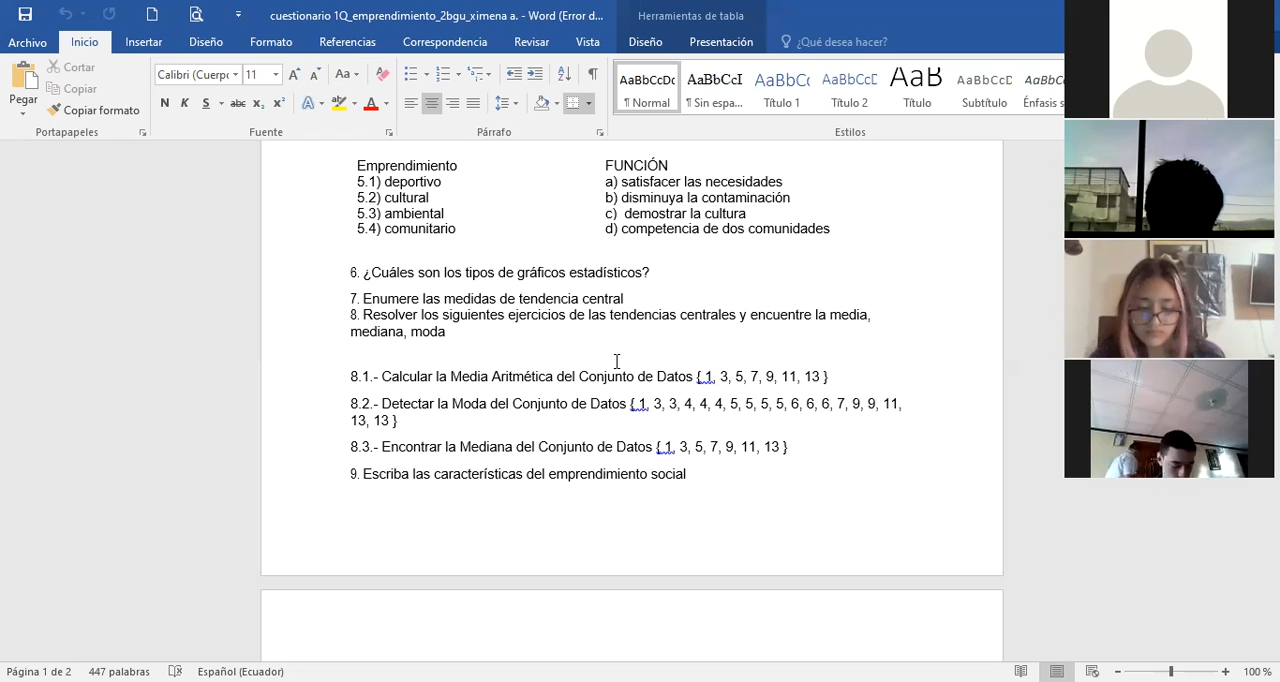 cuestionario 1Q_emprendimiento_2bgu_ximena a. - Word (Error d...
Herramientas de tabla
Archivo
Inicio
Insertar
Diseño
Formato
Referencias
Correspondencia
Revisar
Vista
Diseño
Presentación
¿Qué desea hacer?
Pegar
Cortar
Copiar
Copiar formato
Portapapeles
Calibri (Cuerpo
11
Fuente
Párrafo
AaBbCcDc
¶ Normal
AaBbCcI
¶ Sin espa...
AaBbCc
Título 1
AaBbCcD
Título 2
AaB
Título
AaBbCcD
Subtítulo
AaBbCc
Énfasis sutil
Estilos
Emprendimiento FUNCIÓN
5.1) deportivo a) satisfacer las necesidades
5.2) cultural b) disminuya la contaminación
5.3) ambiental c) demostrar la cultura
5.4) comunitario d) competencia de dos comunidades
6. ¿Cuáles son los tipos de gráficos estadísticos?
7. Enumere las medidas de tendencia central
8. Resolver los siguientes ejercicios de las tendencias centrales y encuentre la media,
mediana, moda
8.1.- Calcular la Media Aritmética del Conjunto de Datos { 1, 3, 5, 7, 9, 11, 13 }
8.2.- Detectar la Moda del Conjunto de Datos { 1, 3, 3, 4, 4, 4, 5, 5, 5, 5, 6, 6, 6, 7, 9, 9, 11,
13, 13 }
8.3.- Encontrar la Mediana del Conjunto de Datos { 1, 3, 5, 7, 9, 11, 13 }
9. Escriba las características del emprendimiento social
Página 1 de 2
447 palabras
Español (Ecuador)
100 %